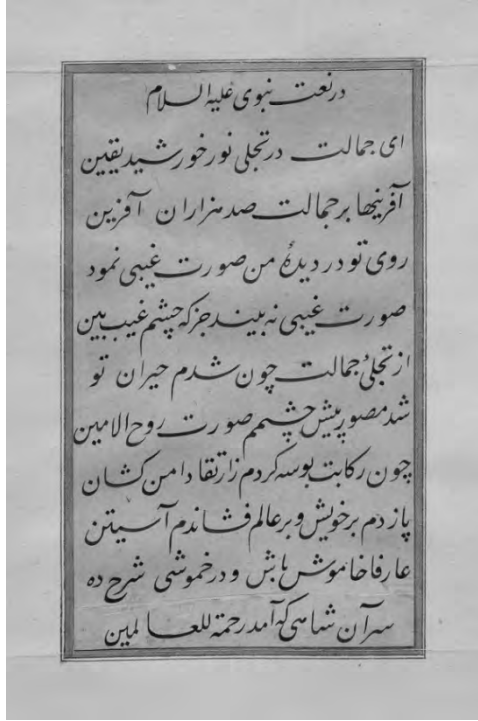 در نعت نبوی علیه السلام
ای جمالت در تجلی نور خورشید یقین
آفرینها بر جمالت صد هزاران آفرین
روی تو در دیدهٔ من صورت غیبی نمود
صورت غیبی نه بیند جز که چشم غیب بین
از تجلیٔ جمالت چون شدم حیران تو
شد مصور پیش چشمم صورت روح الامین
چون رکابت بوسه کردم ز ارتقا دامن کشان
پا زدم بر خویش و بر عالم فشاندم آستین
عارفا خاموش باش و در خموشی شرح ده
سر آن شاهی که آمد رحمة للعالمین